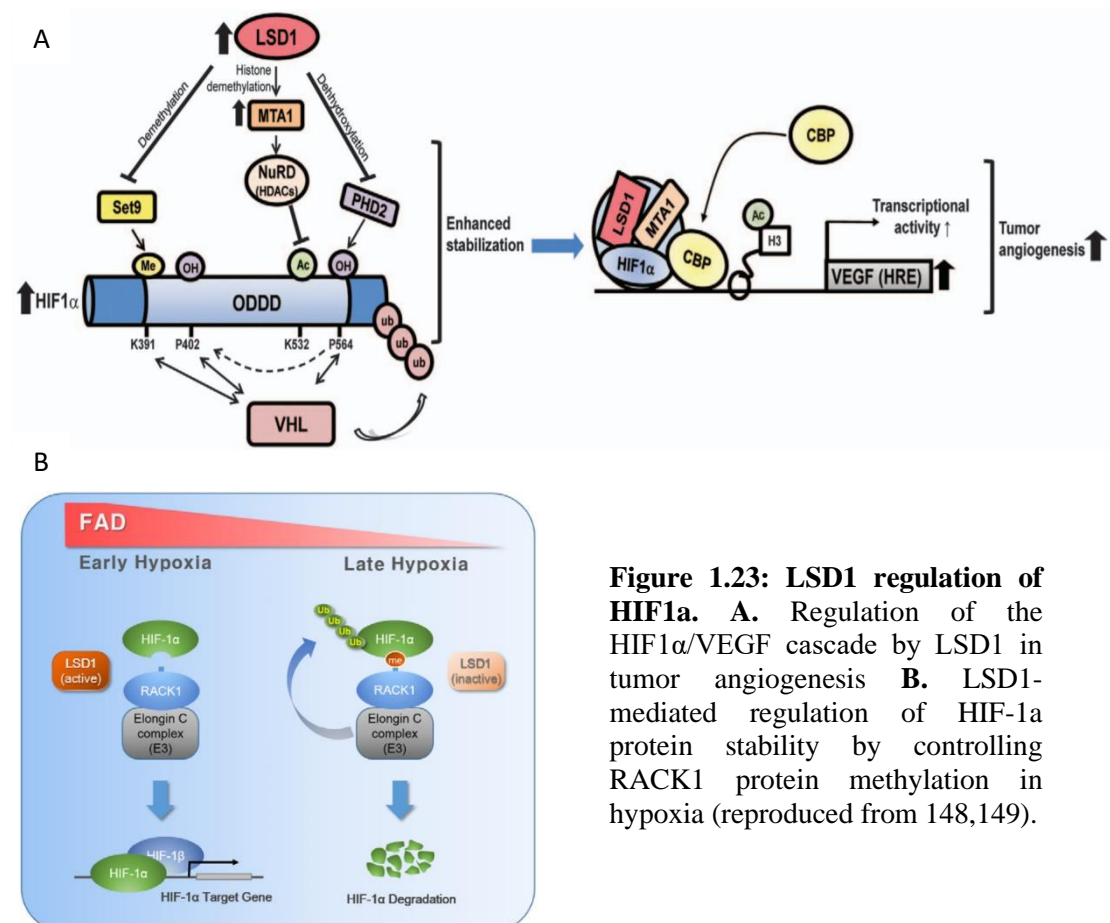 A
LSD1
Histone
demethylation
Demethylation
Dehhydroxylation
MTA1
NuRD
(HDACs)
Set9
PHD2
Me
OH
Ac
OH
HIF1α
ODDD
ub
ub
ub
K391
P402
K532
P564
VHL
Enhanced
stabilization
LSD1
MTA1
HIF1α
CBP
CBP
Ac
H3
Transcriptional
activity ↑
VEGF (HRE)
Tumor
angiogenesis
B
FAD
Early Hypoxia
Late Hypoxia
HIF-1α
LSD1
(active)
RACK1
Elongin C
complex
(E3)
HIF-1β
HIF-1α
HIF-1α Target Gene
Ub
Ub
Ub
Ub
HIF-1α
me
LSD1
(inactive)
RACK1
Elongin C
complex
(E3)
HIF-1α Degradation
Figure 1.23: LSD1 regulation of
HIF1a. A. Regulation of the
HIF1α/VEGF cascade by LSD1 in
tumor angiogenesis B. LSD1-
mediated regulation of HIF-1a
protein stability by controlling
RACK1 protein methylation in
hypoxia (reproduced from 148,149).